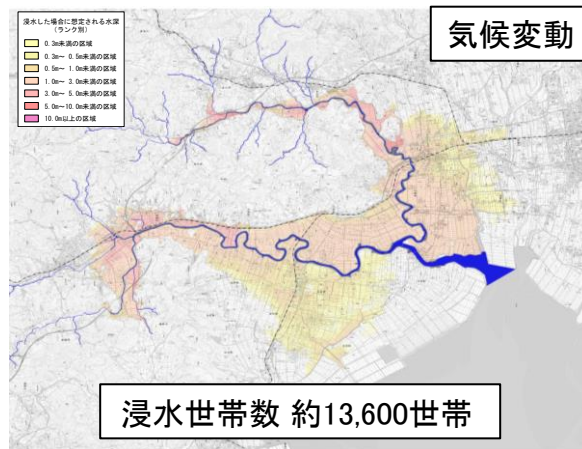 浸水した場合に想定される水深
(ランク別)
0.3m未満の区域
0.3m~ 0.5m未満の区域
0.5m~ 1.0m未満の区域
1.0m~ 3.0m未満の区域
3.0m~ 5.0m未満の区域
5.0m~10.0m未満の区域
10.0m以上の区域
気候変動
浸水世帯数 約13,600世帯